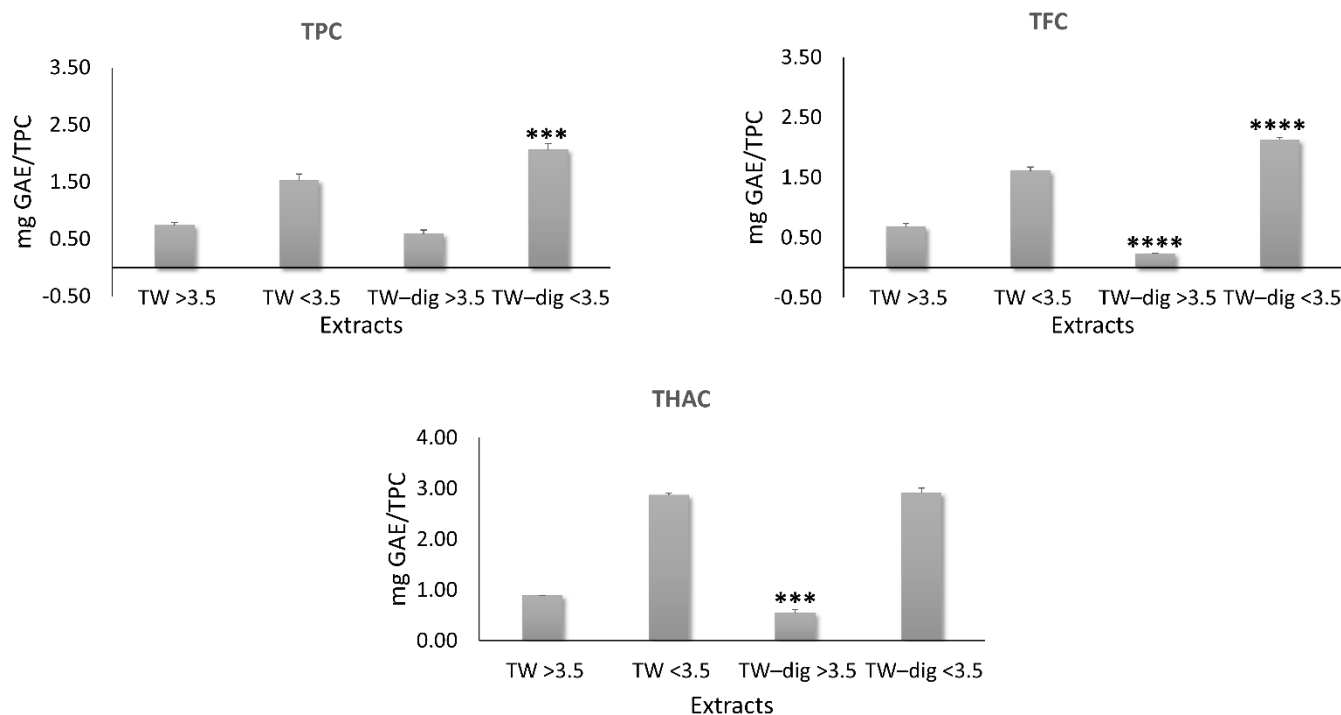 TPC
3.50
2.50
1.50
0.50
-0.50
mg GAE/TPC
***
TW >3.5 TW <3.5 TW–dig >3.5 TW–dig <3.5
Extracts
TFC
3.50
2.50
1.50
0.50
-0.50
mg GAE/TPC
****
****
TW >3.5 TW <3.5 TW–dig >3.5 TW–dig <3.5
Extracts
THAC
4.00
3.00
2.00
1.00
0.00
mg GAE/TPC
***
TW >3.5 TW <3.5 TW–dig >3.5 TW–dig <3.5
Extracts